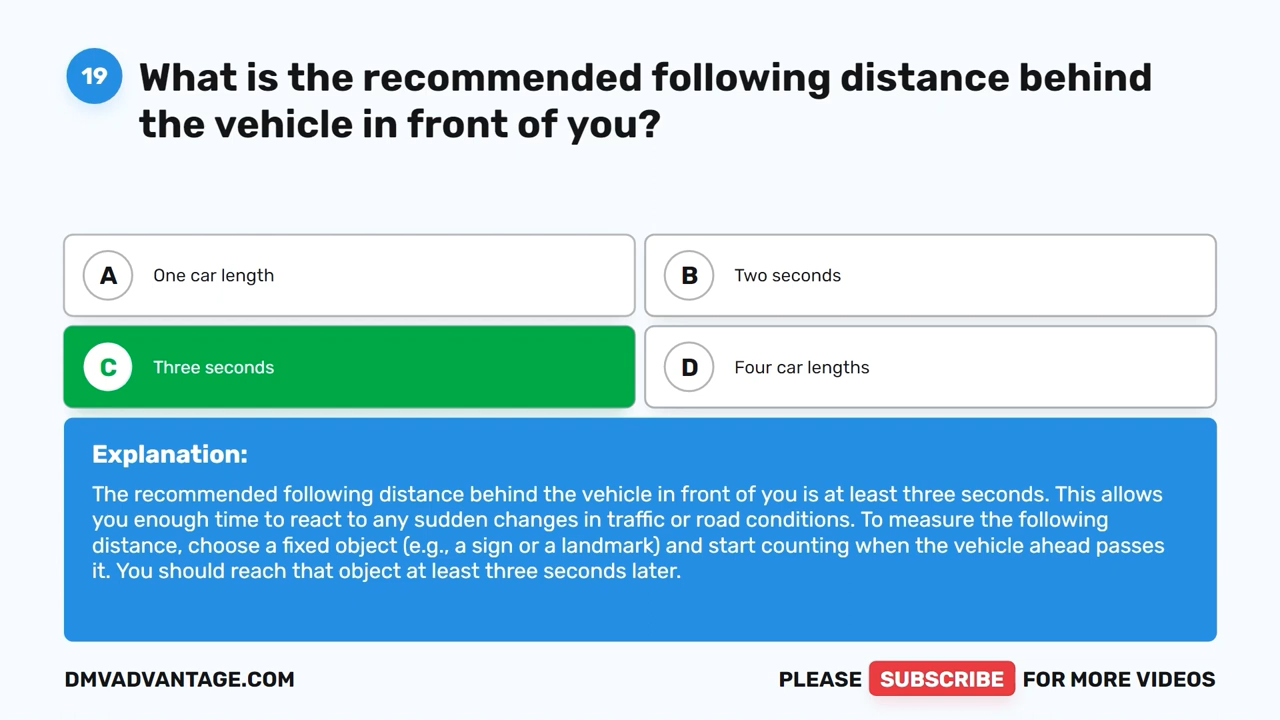 19
What is the recommended following distance behind
the vehicle in front of you?
A One car length
B Two seconds
C Three seconds
D Four car lengths
Explanation:
The recommended following distance behind the vehicle in front of you is at least three seconds. This allows
you enough time to react to any sudden changes in traffic or road conditions. To measure the following
distance, choose a fixed object (e.g., a sign or a landmark) and start counting when the vehicle ahead passes
it. You should reach that object at least three seconds later.
DMVADVANTAGE.COM
PLEASE SUBSCRIBE FOR MORE VIDEOS